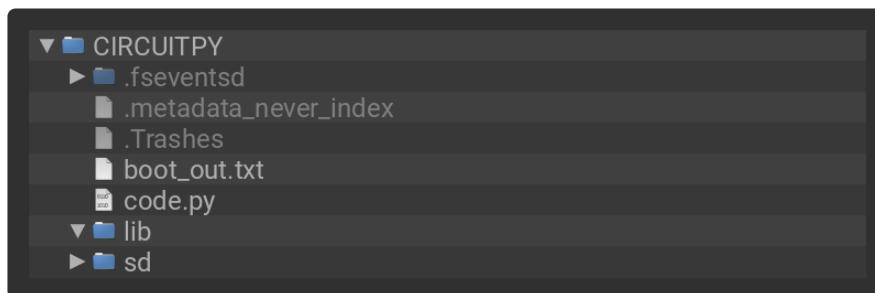 CIRCUITPY
.fseventsd
.metadata_never_index
.Trashes
boot_out.txt
code.py
lib
sd